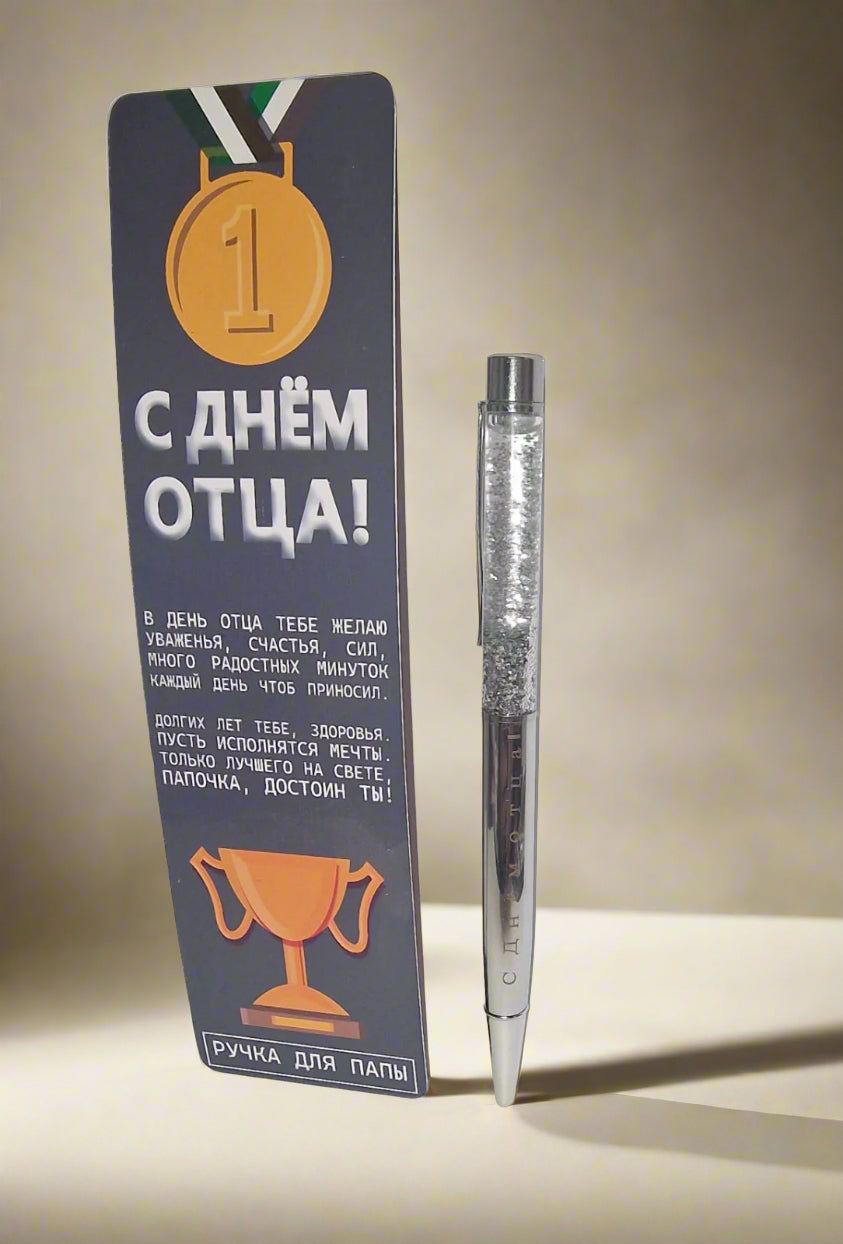 1
С ДНЁМ
ОТЦА!
В ДЕНЬ ОТЦА ТЕБЕ ЖЕЛАЮ
УВАЖЕНЬЯ, СЧАСТЬЯ, СИЛ,
МНОГО РАДОСТНЫХ МИНУТОК
КАЖДЫЙ ДЕНЬ ЧТОБ ПРИНОСИЛ.
ДОЛГИХ ЛЕТ ТЕБЕ, ЗДОРОВЬЯ.
ПУСТЬ ИСПОЛНЯТСЯ МЕЧТЫ.
ТОЛЬКО ЛУЧШЕГО НА СВЕТЕ,
ПАПОЧКА, ДОСТОИН ТЫ!
РУЧКА ДЛЯ ПАПЫ
С Днём отца!